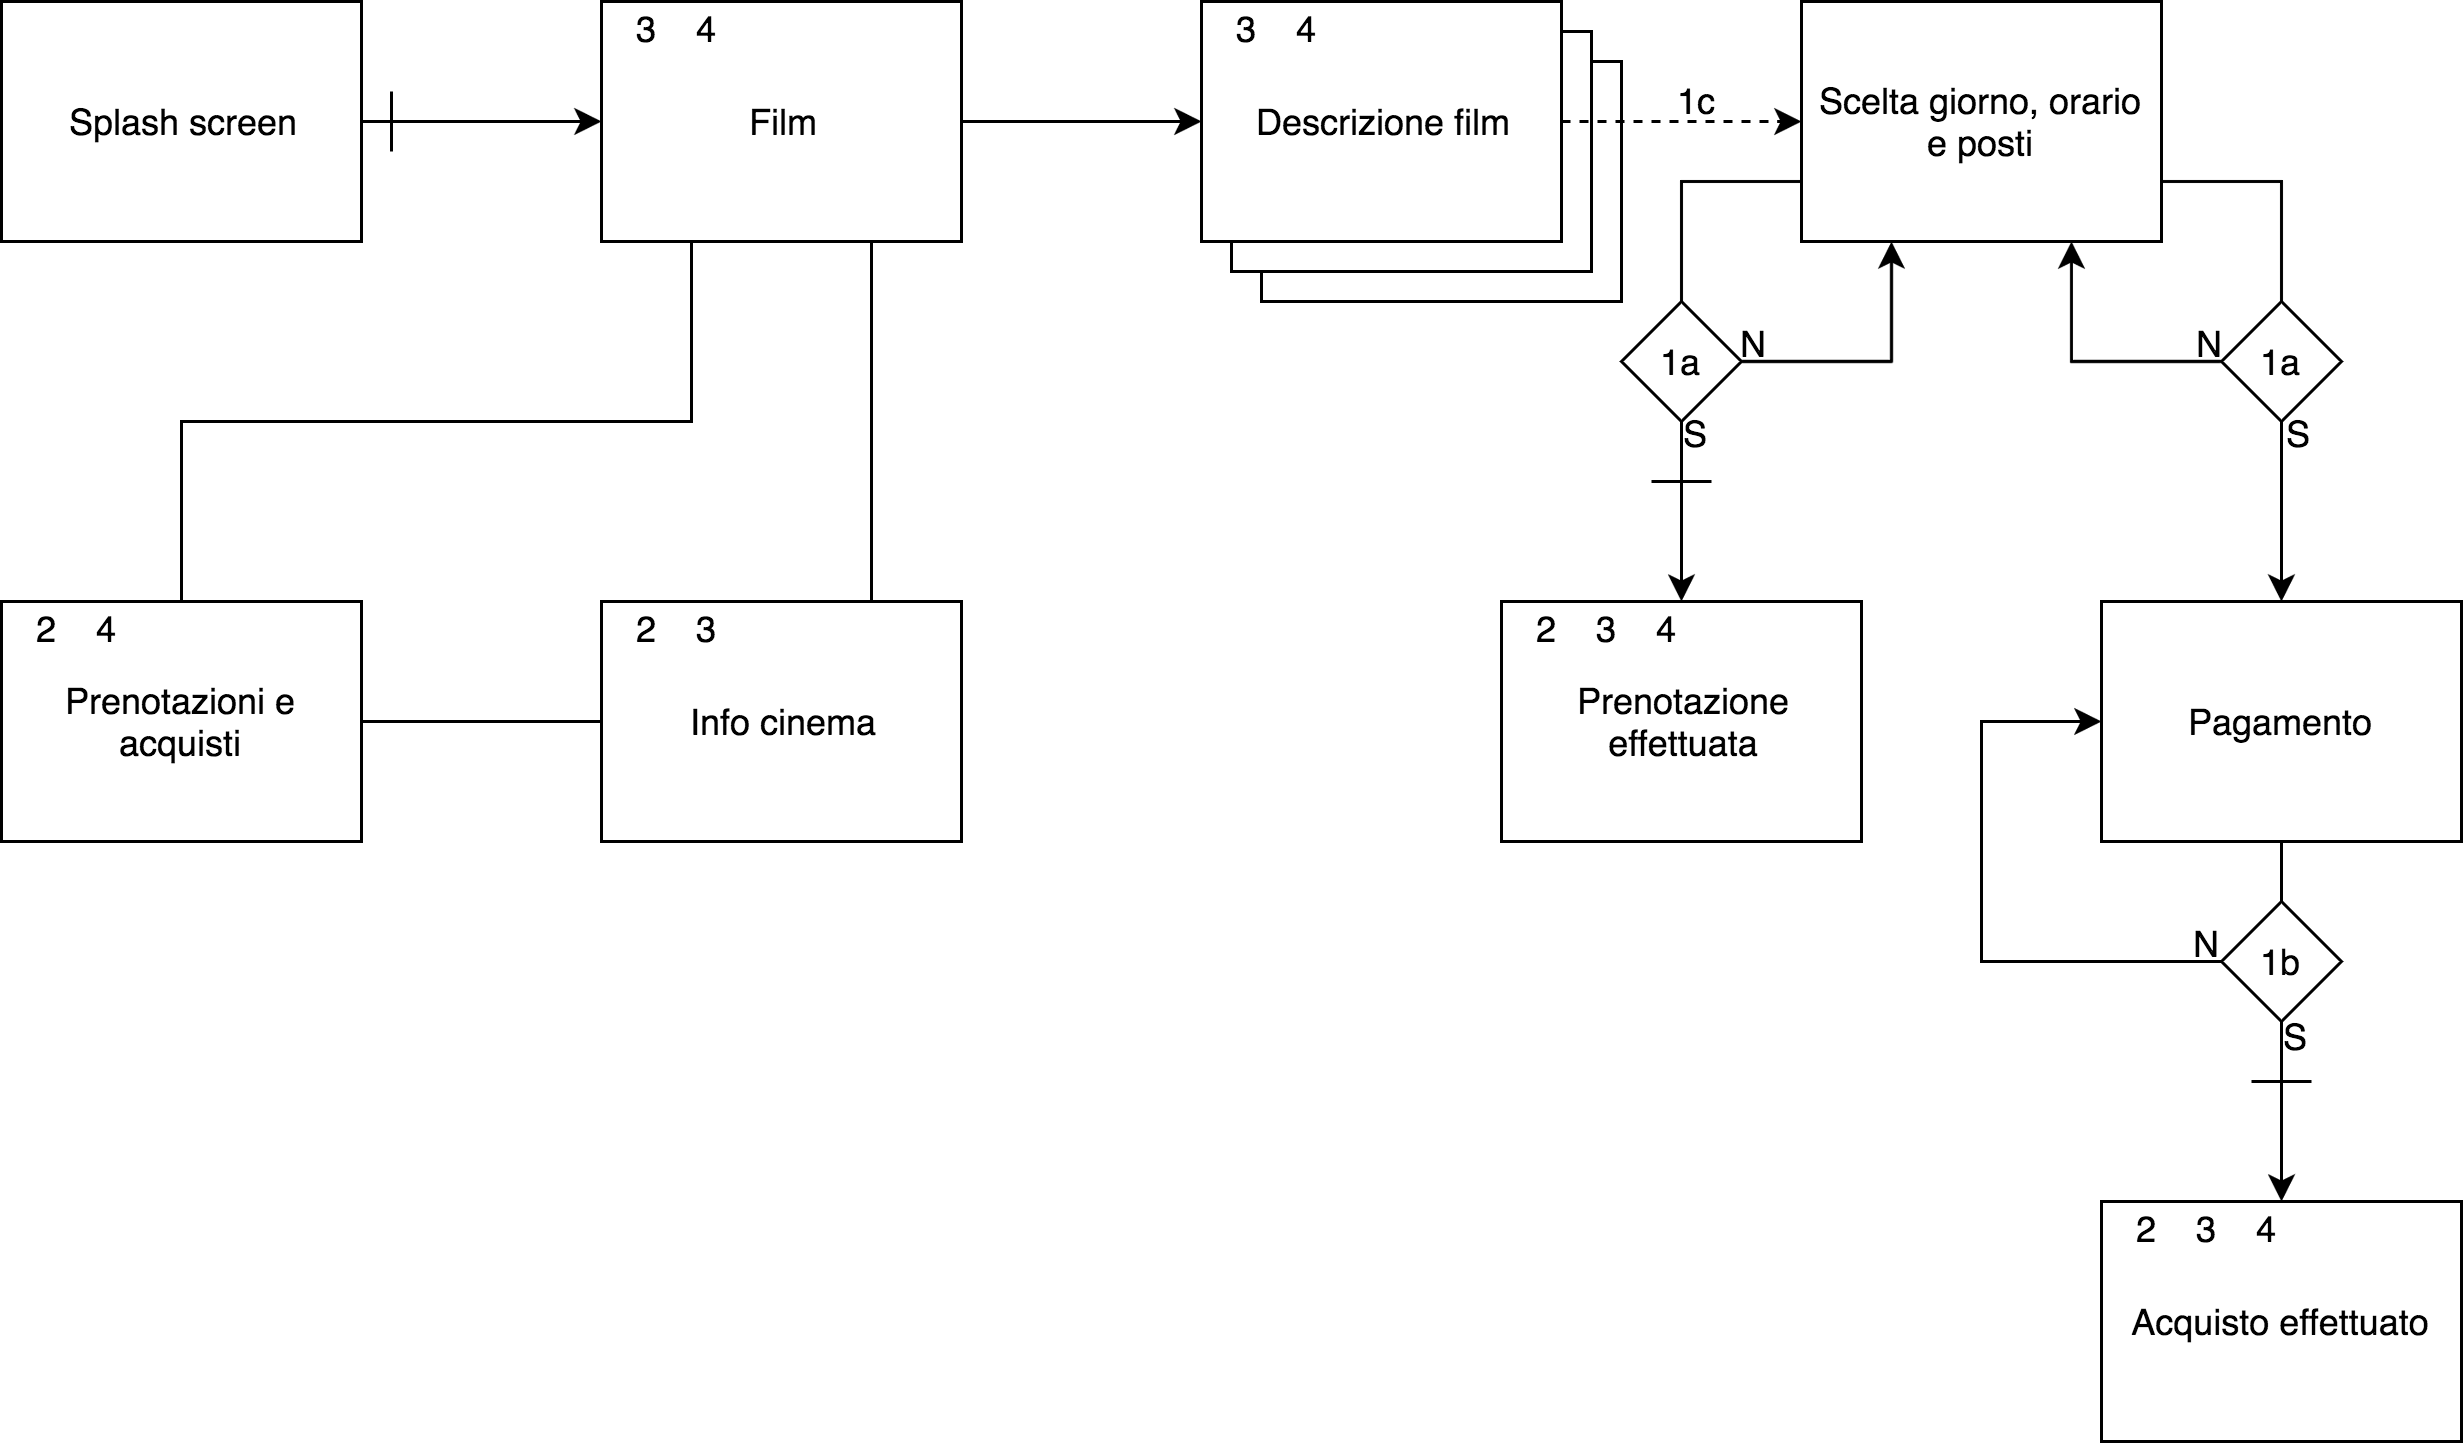 Splash screen
3 4
Film
3 4
Descrizione film
1c
Scelta giorno, orario
e posti
1a
N
S
N
1a
S
2 4
Prenotazioni e
acquisti
2 3
Info cinema
2 3 4
Prenotazione
effettuata
Pagamento
N
1b
S
2 3 4
Acquisto effettuato